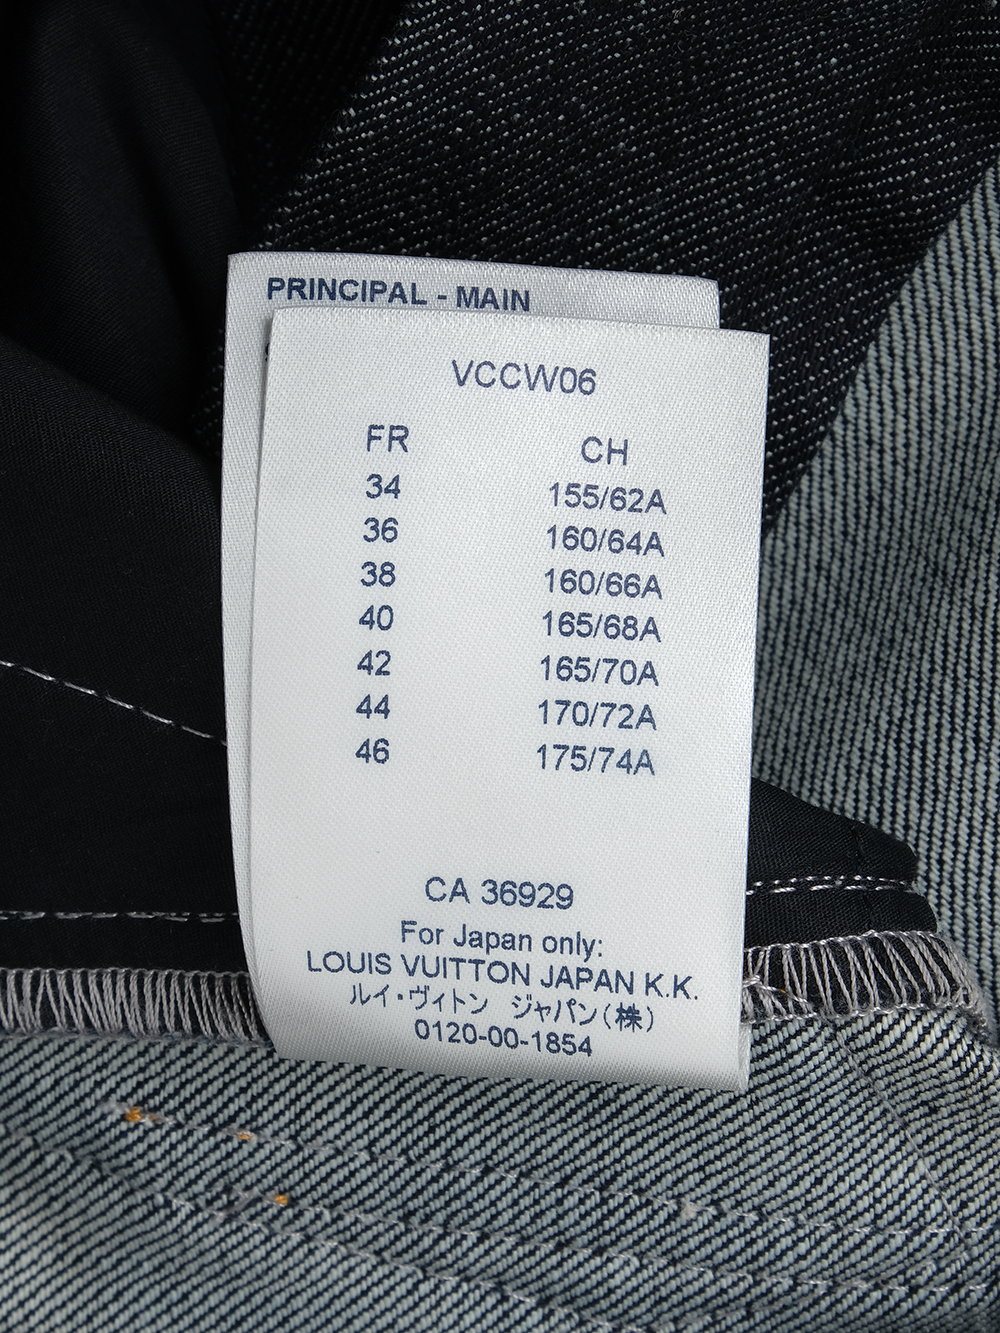 PRINCIPAL - MAIN
VCCW06
FR CH
34 155/62A
36 160/64A
38 160/66A
40 165/68A
42 165/70A
44 170/72A
46 175/74A
CA 36929
For Japan only:
LOUIS VUITTON JAPAN K.K.
ルイ・ヴィトン ジャパン(株)
0120-00-1854